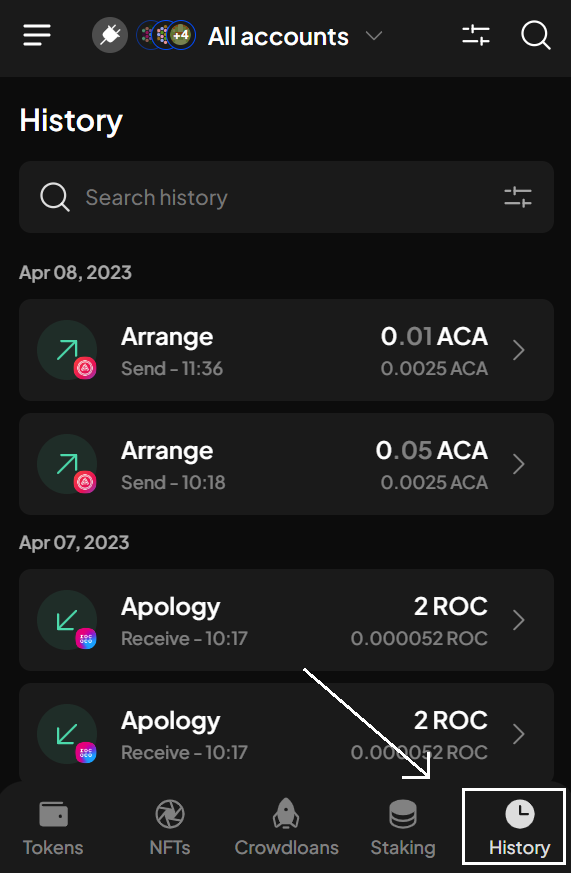 +4 All accounts
History
Search history
Apr 08, 2023
Arrange 0.01 ACA
Send - 11:36 0.0025 ACA
Arrange 0.05 ACA
Send - 10:18 0.0025 ACA
Apr 07, 2023
Apology 2 ROC
Receive - 10:17 0.000052 ROC
Apology 2 ROC
Receive - 10:17 0.000052 ROC
Tokens NFTs Crowdloans Staking History